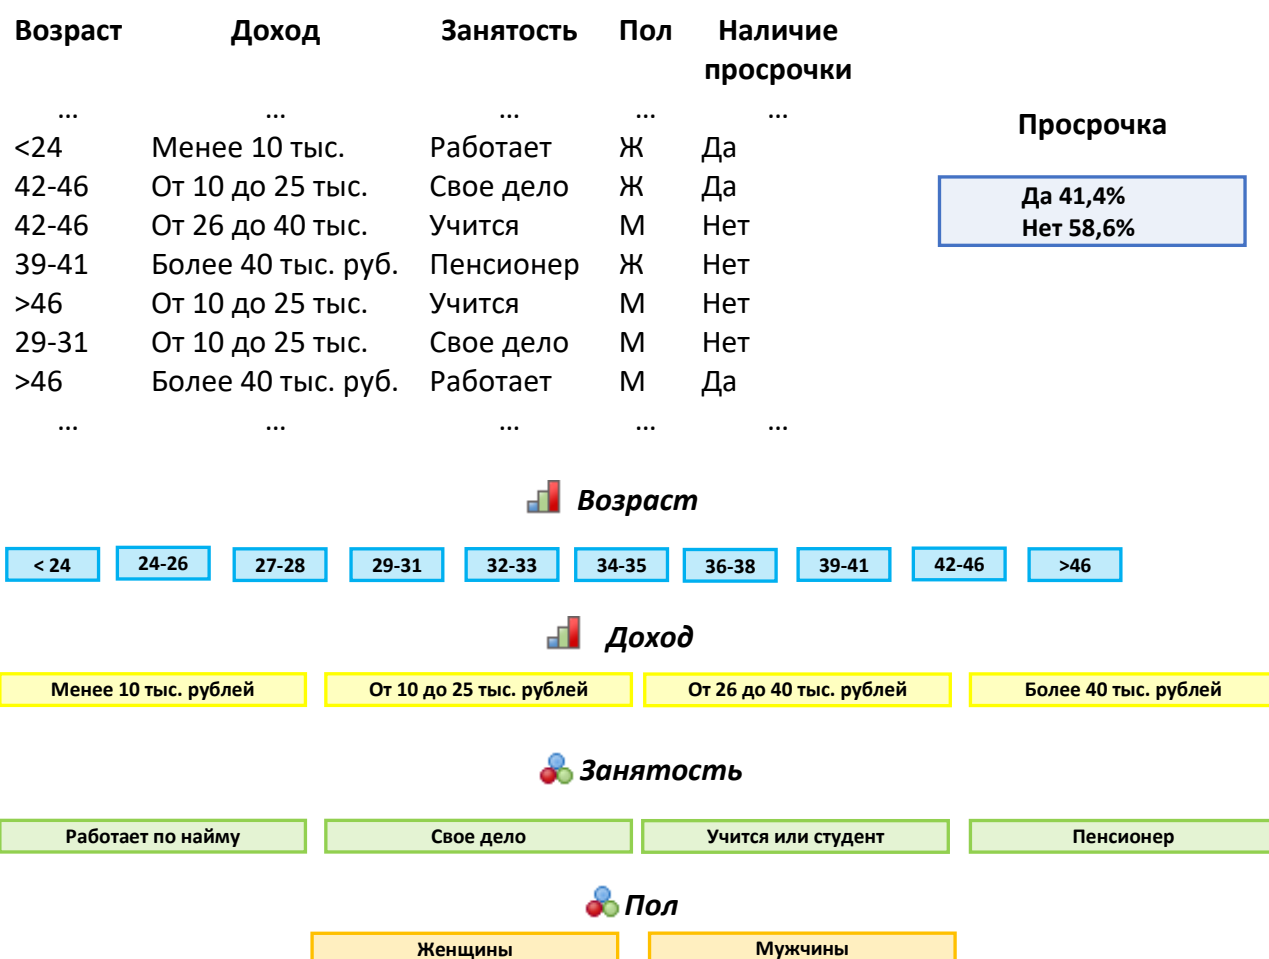 Возраст Доход Занятость Пол Наличие
просрочки
... ... ... ... ...
<24 Менее 10 тыс. Работает Ж Да
42-46 От 10 до 25 тыс. Свое дело Ж Да
42-46 От 26 до 40 тыс. Учится М Нет
39-41 Более 40 тыс. руб. Пенсионер Ж Нет
>46 От 10 до 25 тыс. Учится М Нет
29-31 От 10 до 25 тыс. Свое дело М Нет
>46 Более 40 тыс. руб. Работает М Да
... ... ... ... ...
Просрочка
Да 41,4%
Нет 58,6%
Возраст
< 24 24-26 27-28 29-31 32-33 34-35 36-38 39-41 42-46 >46
Доход
Менее 10 тыс. рублей От 10 до 25 тыс. рублей От 26 до 40 тыс. рублей Более 40 тыс. рублей
Занятость
Работает по найму Свое дело Учится или студент Пенсионер
Пол
Женщины Мужчины